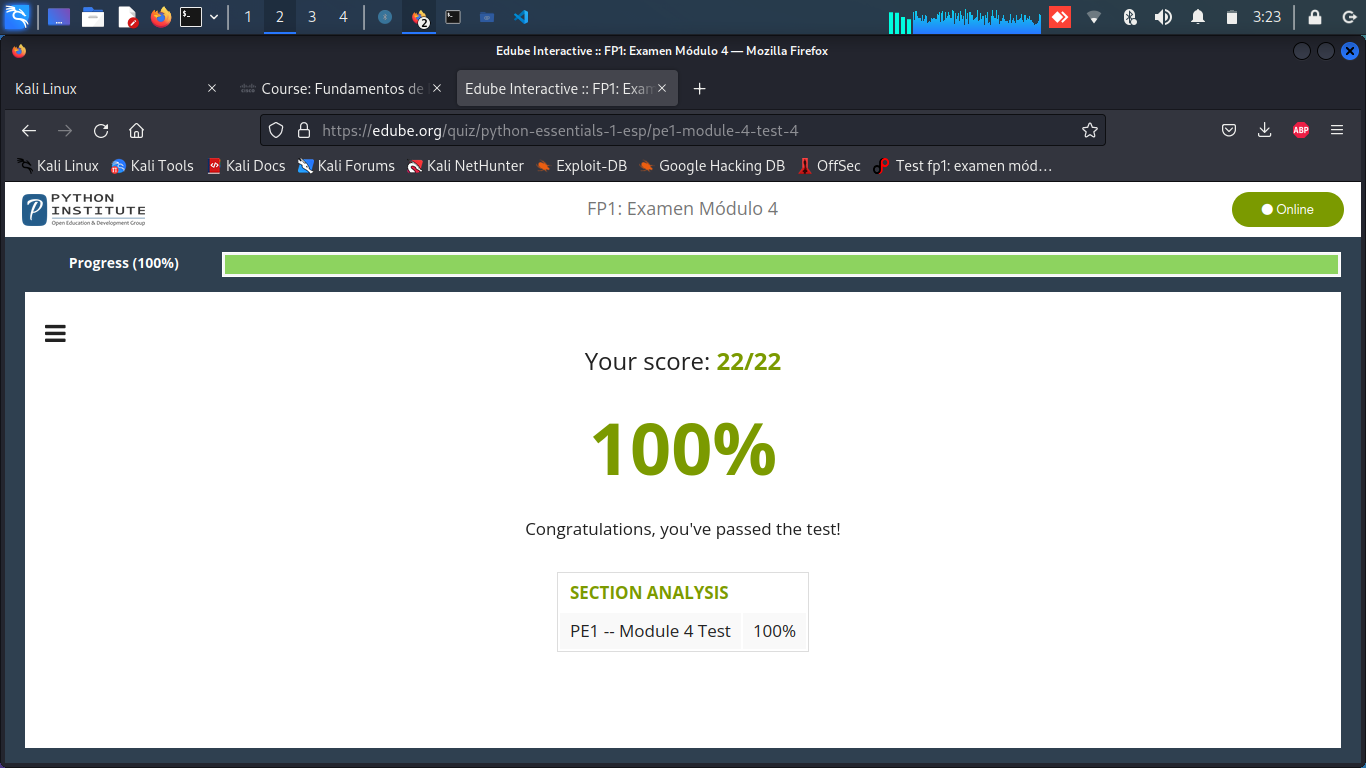 1 2 3 4 2 3:23
Edube Interactive :: FP1: Examen Módulo 4 — Mozilla Firefox
Kali Linux
Course: Fundamentos de
Edube Interactive :: FP1: Exam
https://edube.org/quiz/python-essentials-1-esp/pe1-module-4-test-4
ABP
Kali Linux Kali Tools Kali Docs Kali Forums Kali NetHunter Exploit-DB Google Hacking DB OffSec Test fp1: examen mód…
PYTHON
INSTITUTE
Open Education & Development Group
FP1: Examen Módulo 4
Online
Progress (100%)
Your score: 22/22
100%
Congratulations, you've passed the test!
SECTION ANALYSIS
PE1 -- Module 4 Test 100%